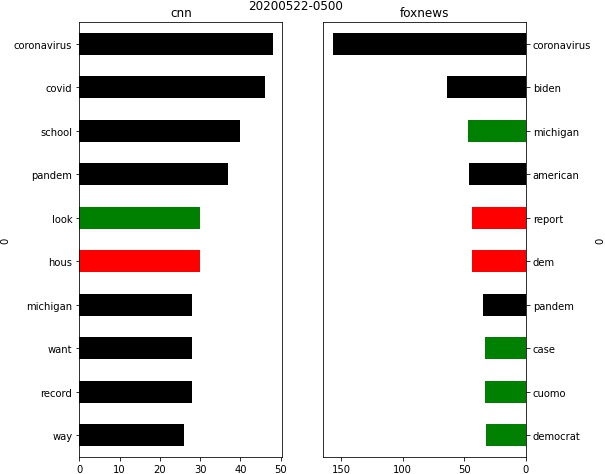 20200522-0500
cnn
foxnews
coronavirus
covid
school
pandem
look
hous
michigan
want
record
way
0
0 10 20 30 40 50
coronavirus
biden
michigan
american
report
dem
pandem
case
cuomo
democrat
0
150 100 50 0